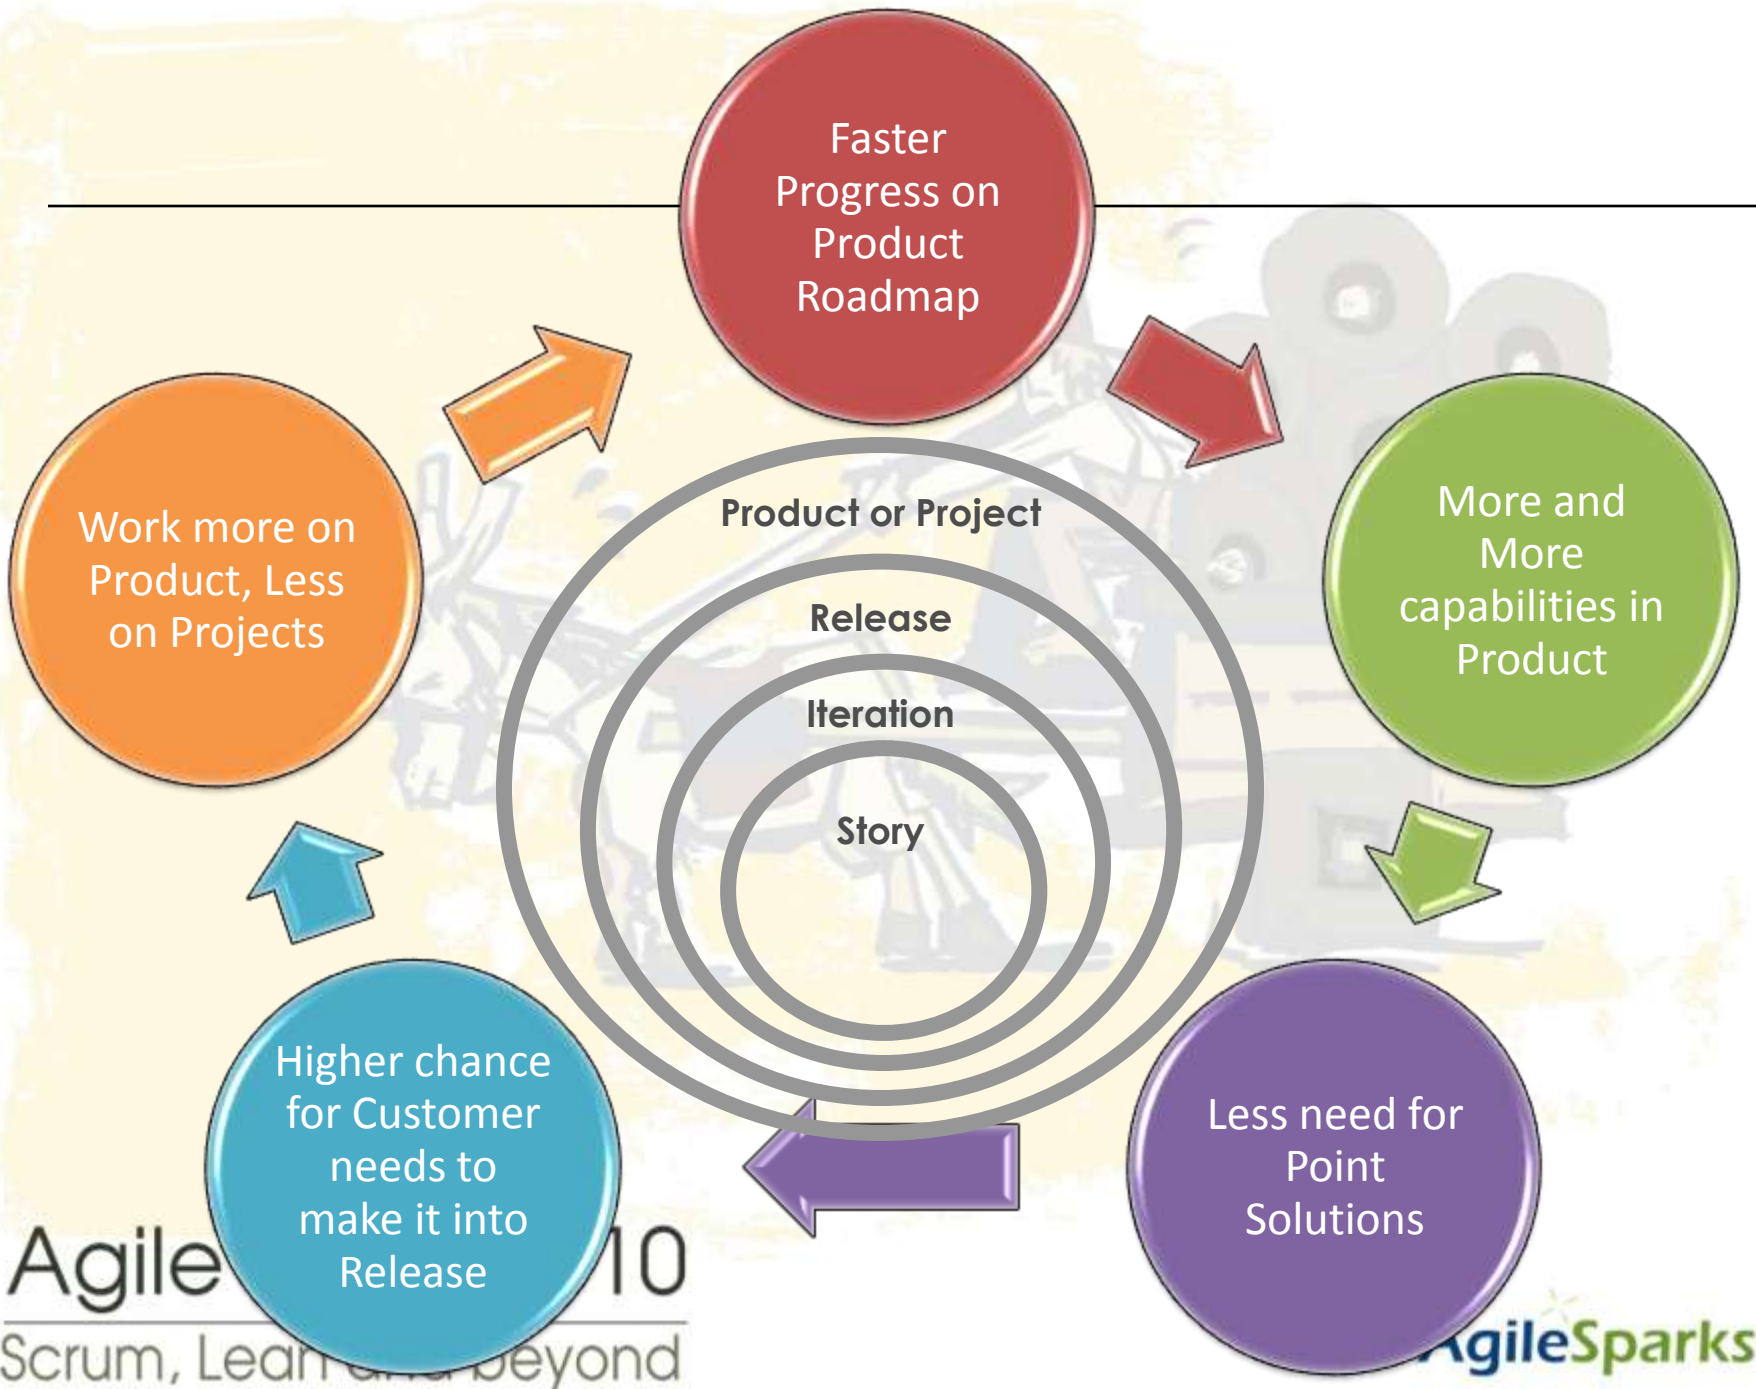 Faster
Progress on
Product
Roadmap
Work more on
Product, Less
on Projects
Product or Project
More and
More
capabilities in
Product
Release
Iteration
Story
Higher chance
for Customer
needs to
make it into
Release
Less need for
Point
Solutions
Agile 10
Scrum, Lean and beyond
AgileSparks